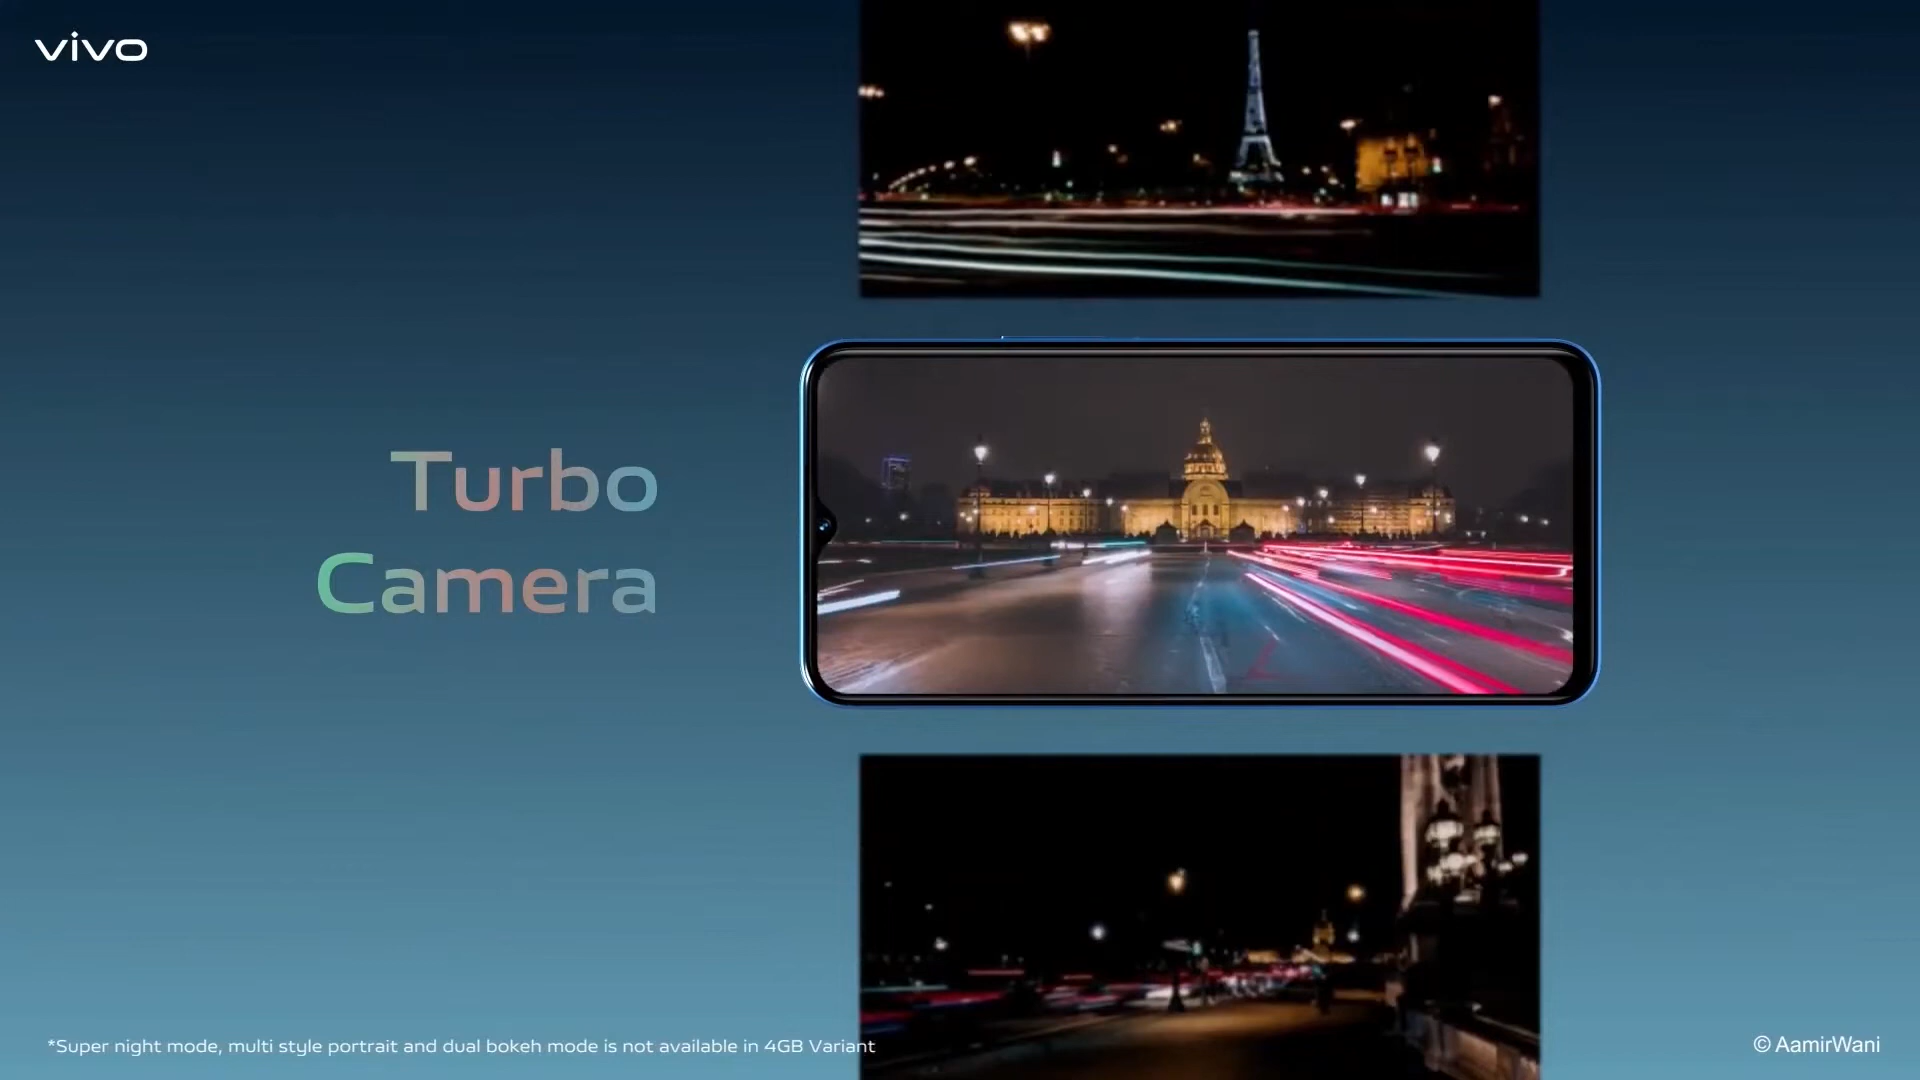 vivo
Turbo
Camera
*Super night mode, multi style portrait and dual bokeh mode is not available in 4GB Variant
© AamirWani